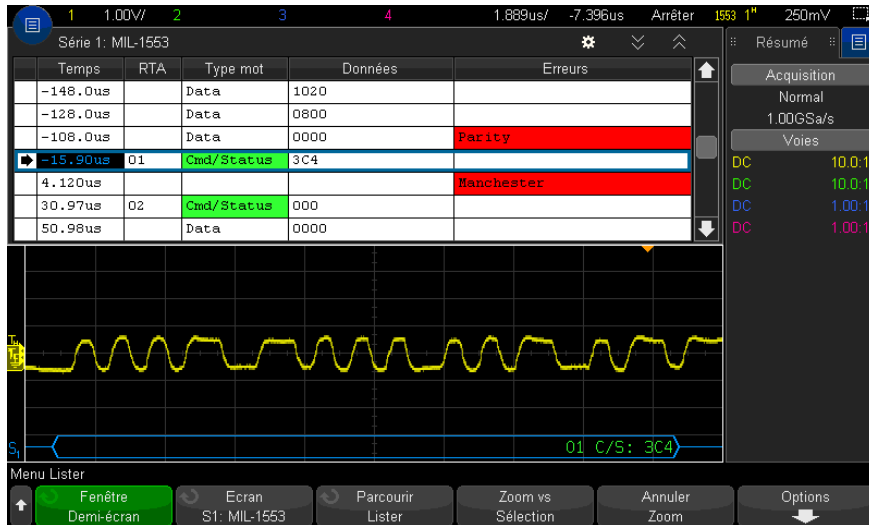 1 1.00V/ 2 3 4 1.889us/ -7.396us Arrêter 1553 1ᴴ 250mV
Série 1: MIL-1553
Résumé
Temps RTA Type mot Données Erreurs
-148.0us Data 1020
-128.0us Data 0800
-108.0us Data 0000 Parity
-15.90us 01 Cmd/Status 3C4
4.120us Manchester
30.97us 02 Cmd/Status 000
50.98us Data 0000
Acquisition
Normal
1.00GSa/s
Voies
DC 10.0:1
DC 10.0:1
DC 1.00:1
DC 1.00:1
S₁ 01 C/S: 3C4
Menu Lister
Fenêtre
Demi-écran
Ecran
S1: MIL-1553
Parcourir
Lister
Zoom vs
Sélection
Annuler
Zoom
Options